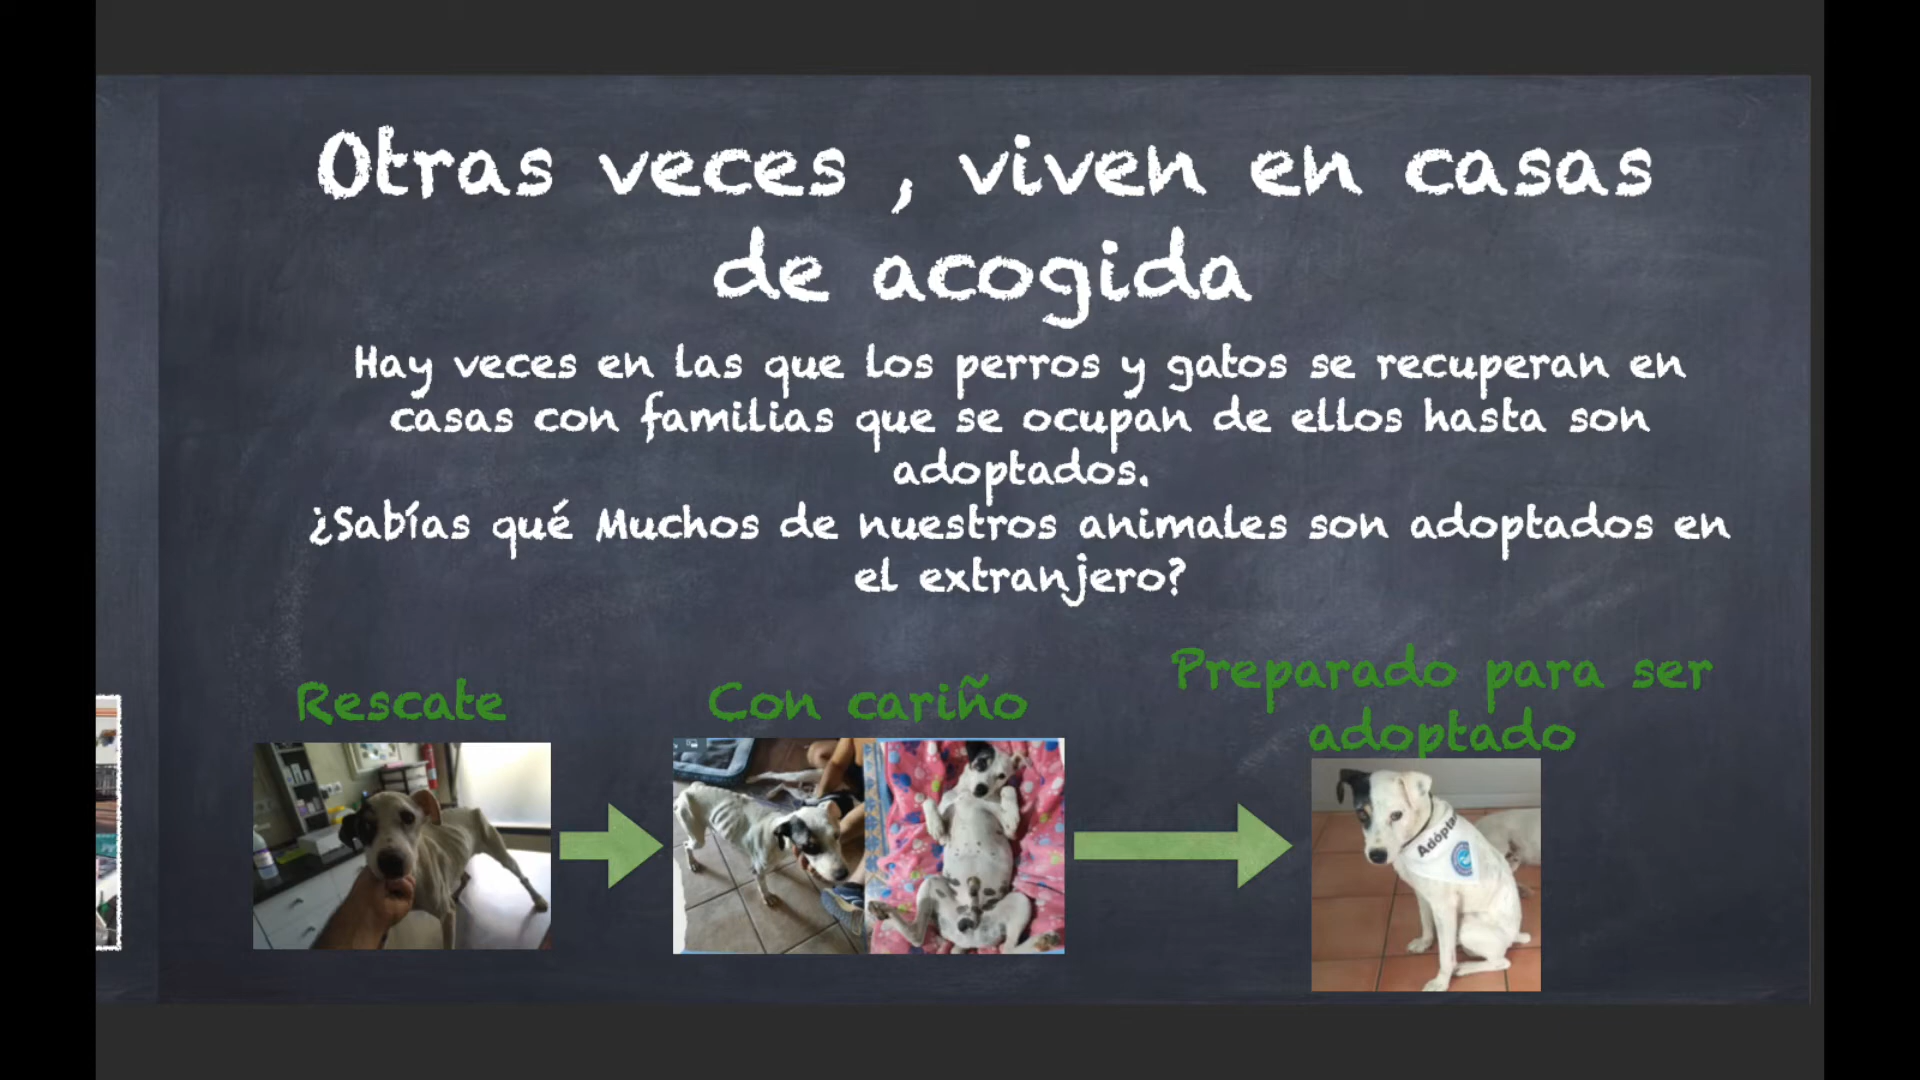 Otras veces , viven en casas
de acogida
Hay veces en las que los perros y gatos se recuperan en
casas con familias que se ocupan de ellos hasta son
adoptados.
¿Sabías qué Muchos de nuestros animales son adoptados en
el extranjero?
Rescate
Con cariño
Preparado para ser
adoptado